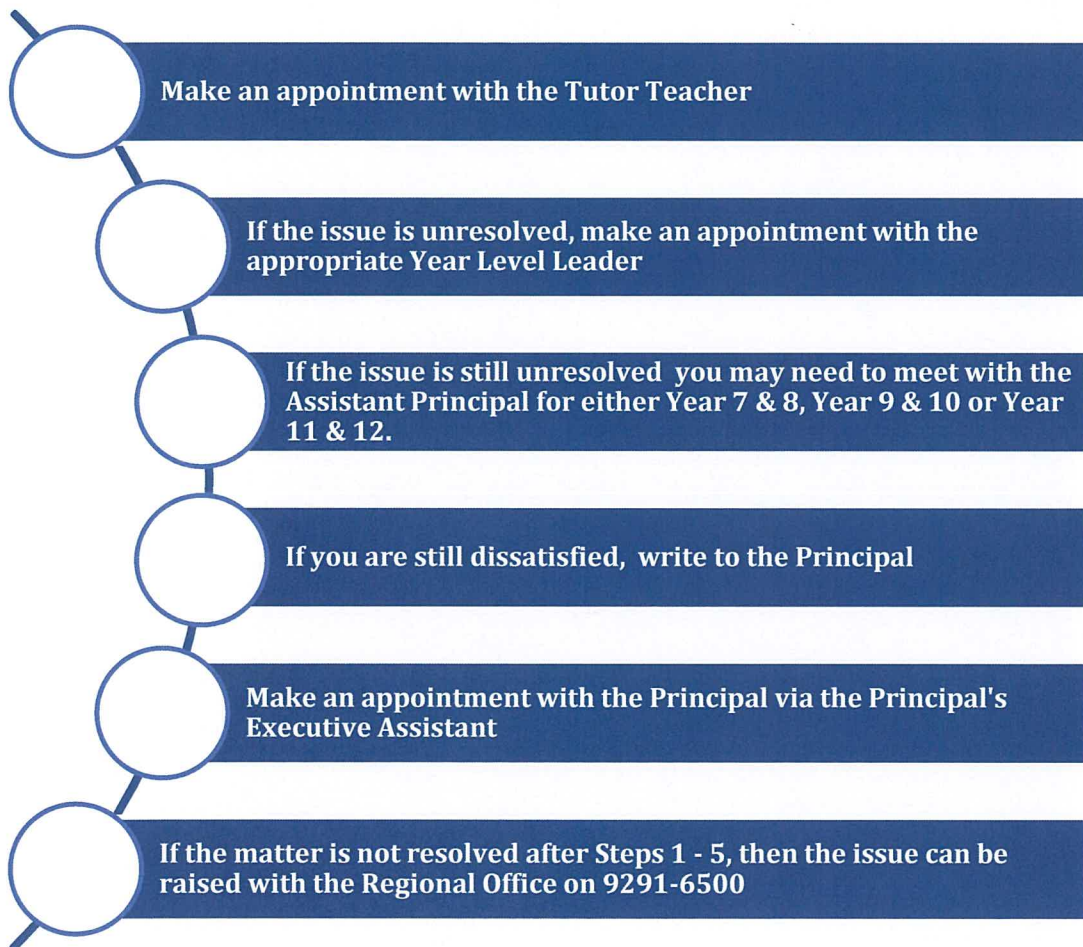 Make an appointment with the Tutor Teacher
If the issue is unresolved, make an appointment with the
appropriate Year Level Leader
If the issue is still unresolved  you may need to meet with the
Assistant Principal for either Year 7 & 8, Year 9 & 10 or Year
11 & 12.
If you are still dissatisfied,  write to the Principal
Make an appointment with the Principal via the Principal's
Executive Assistant
If the matter is not resolved after Steps 1 - 5, then the issue can be
raised with the Regional Office on 9291-6500